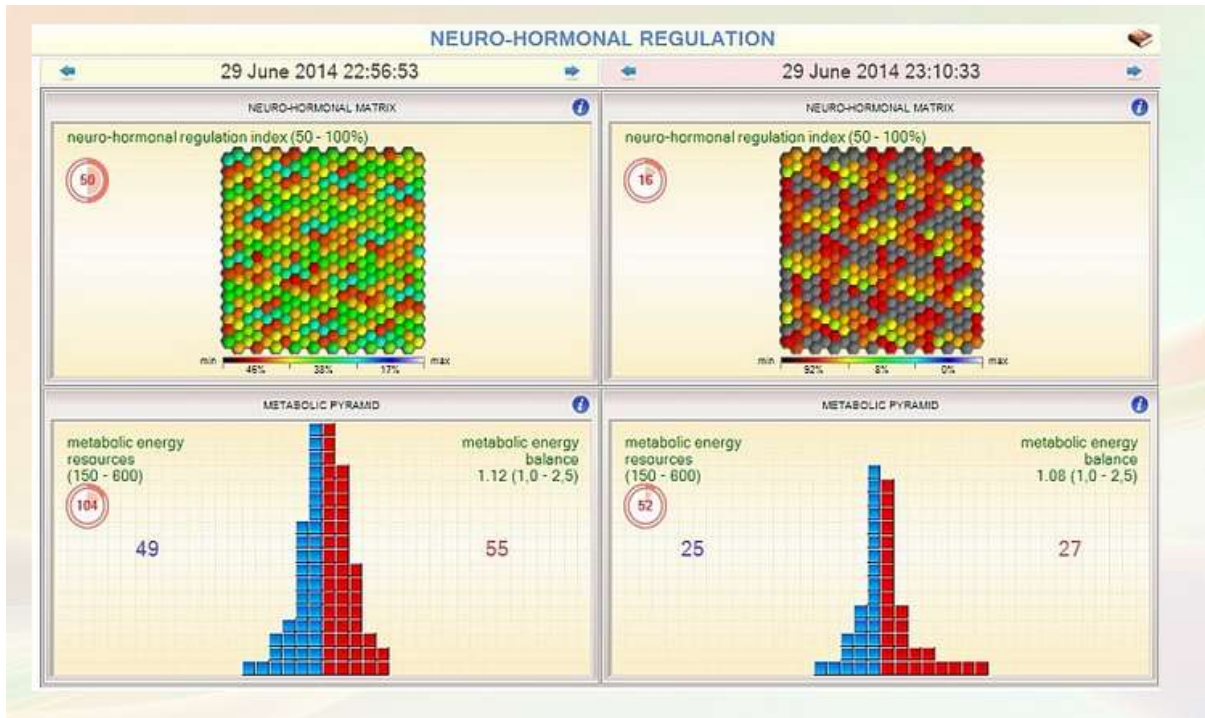 NEURO-HORMONAL REGULATION
29 June 2014 22:56:53
29 June 2014 23:10:33
NEURO-HORMONAL MATRIX
neuro-hormonal regulation index (50 - 100%)
50
min
max
46% 38% 17%
NEURO-HORMONAL MATRIX
neuro-hormonal regulation index (50 - 100%)
16
min
max
92% 8% 0%
METABOLIC PYRAMID
metabolic energy
resources
(150 - 600)
104
49
metabolic energy
balance
1.12 (1,0 - 2,5)
55
METABOLIC PYRAMID
metabolic energy
resources
(150 - 600)
52
25
metabolic energy
balance
1.08 (1,0 - 2,5)
27